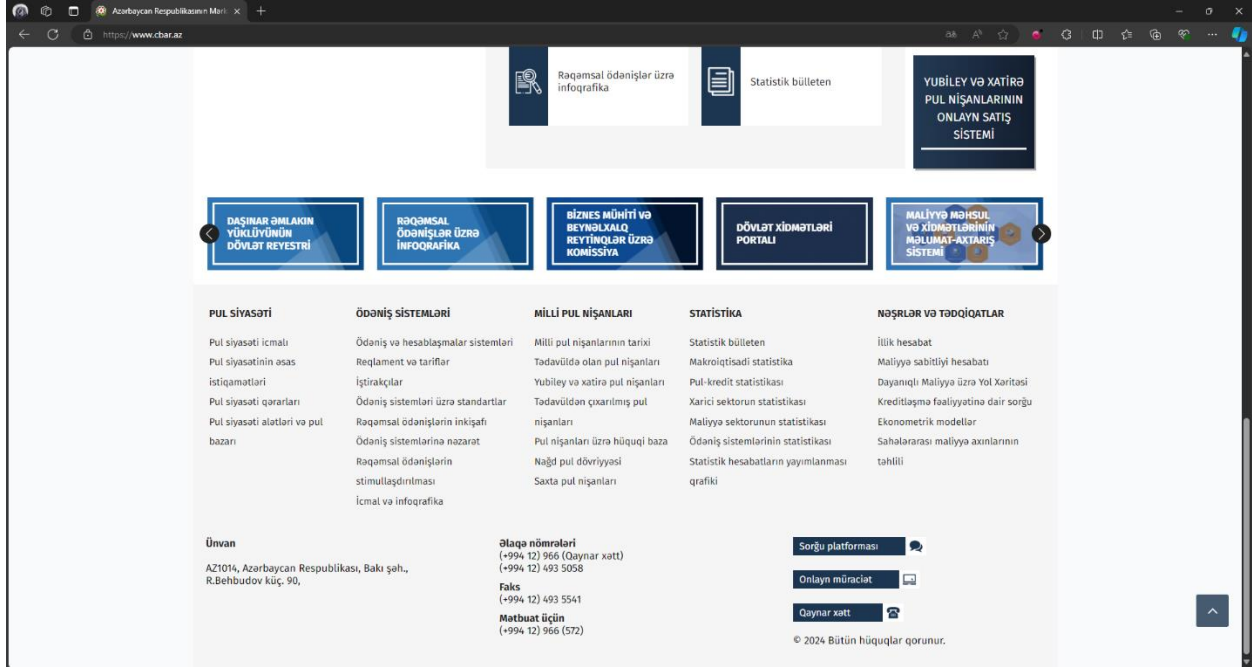 Azərbaycan Respublikasının Mərk
https://www.cbar.az
Rəqəmsal ödənişlər üzrə
infoqrafika
Statistik bülleten
YUBİLEY VƏ XATİRƏ
PUL NİŞANLARININ
ONLAYN SATIŞ
SİSTEMİ
DAŞINAR ƏMLAKIN
YÜKLÜYÜNÜN
DÖVLƏT REYESTRİ
RƏQƏMSAL
ÖDƏNİŞLƏR ÜZRƏ
İNFOQRAFİKA
BİZNES MÜHİTİ VƏ
BEYNƏLXALQ
REYTİNQLƏR ÜZRƏ
KOMİSSİYA
DÖVLƏT XİDMƏTLƏRİ
PORTALI
MALİYYƏ MƏHSUL
VƏ XİDMƏTLƏRİNİN
MƏLUMAT-AXTARIŞ
SİSTEMİ
PUL SİYASƏTİ
Pul siyasəti icmalı
Pul siyasətinin əsas
istiqamətləri
Pul siyasəti qərarları
Pul siyasəti alətləri və pul
bazarı
ÖDƏNİŞ SİSTEMLƏRİ
Ödəniş və hesablaşmalar sistemləri
Reqlament və tariflər
İştirakçılar
Ödəniş sistemləri üzrə standartlar
Rəqəmsal ödənişlərin inkişafı
Ödəniş sistemlərinə nəzarət
Rəqəmsal ödənişlərin
stimullaşdırılması
İcmal və infoqrafika
MİLLİ PUL NİŞANLARI
Milli pul nişanlarının tarixi
Tədavüldə olan pul nişanları
Yubiley və xatirə pul nişanları
Tədavüldən çıxarılmış pul
nişanları
Pul nişanları üzrə hüquqi baza
Nağd pul dövriyyəsi
Saxta pul nişanları
STATİSTİKA
Statistik bülleten
Makroiqtisadi statistika
Pul-kredit statistikası
Xarici sektorun statistikası
Maliyyə sektorunun statistikası
Ödəniş sistemlərinin statistikası
Statistik hesabatların yayımlanması
qrafiki
NƏŞRLƏR VƏ TƏDQİQATLAR
İllik hesabat
Maliyyə sabitliyi hesabatı
Dayanıqlı Maliyyə üzrə Yol Xəritəsi
Kreditləşmə fəaliyyətinə dair sorğu
Ekonometrik modellər
Sahələrarası maliyyə axınlarının
təhlili
Ünvan
AZ1014, Azərbaycan Respublikası, Bakı şəh.,
R.Behbudov küç. 90,
Əlaqə nömrələri
(+994 12) 966 (Qaynar xətt)
(+994 12) 493 5058
Faks
(+994 12) 493 5541
Mətbuat üçün
(+994 12) 966 (572)
Sorğu platforması
Onlayn müraciət
Qaynar xətt
© 2024 Bütün hüquqlar qorunur.